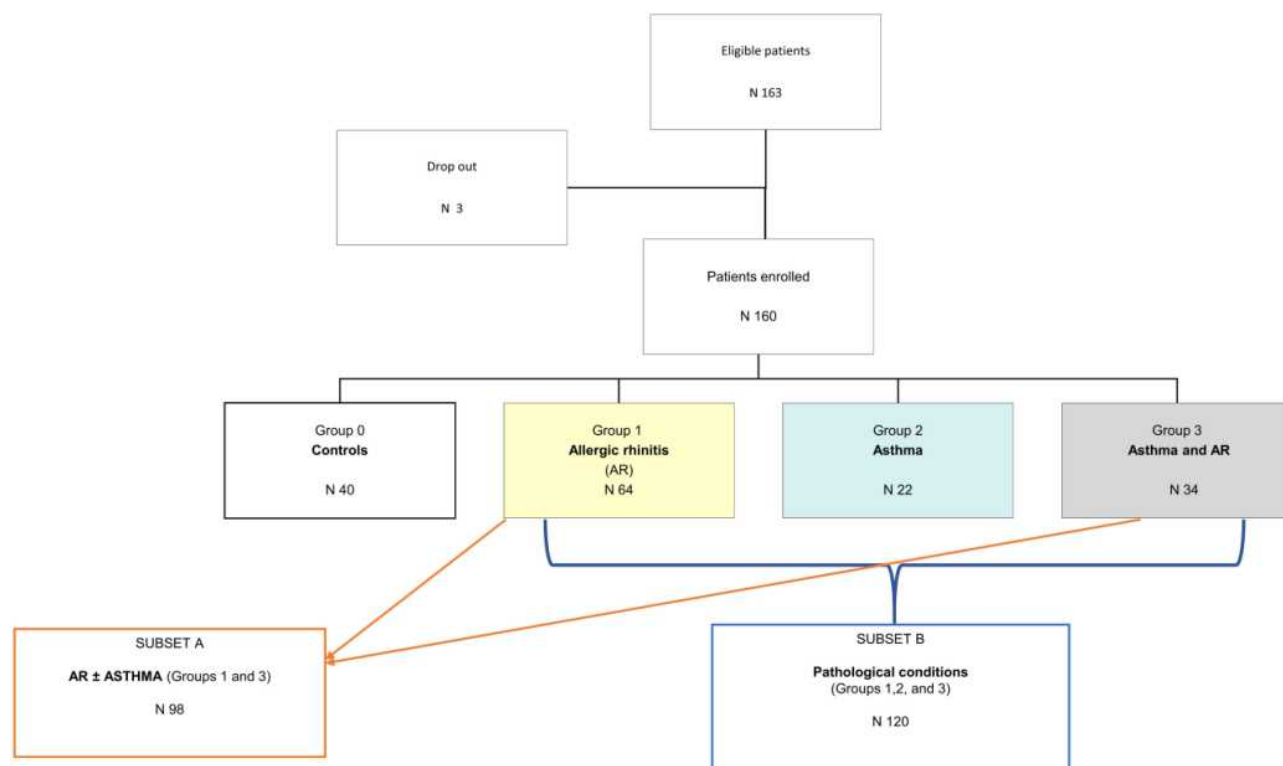 Eligible patients
N 163
Drop out
N 3
Patients enrolled
N 160
Group 0
Controls
N 40
Group 1
Allergic rhinitis
(AR)
N 64
Group 2
Asthma
N 22
Group 3
Asthma and AR
N 34
SUBSET A
AR ± ASTHMA (Groups 1 and 3)
N 98
SUBSET B
Pathological conditions
(Groups 1,2, and 3)
N 120